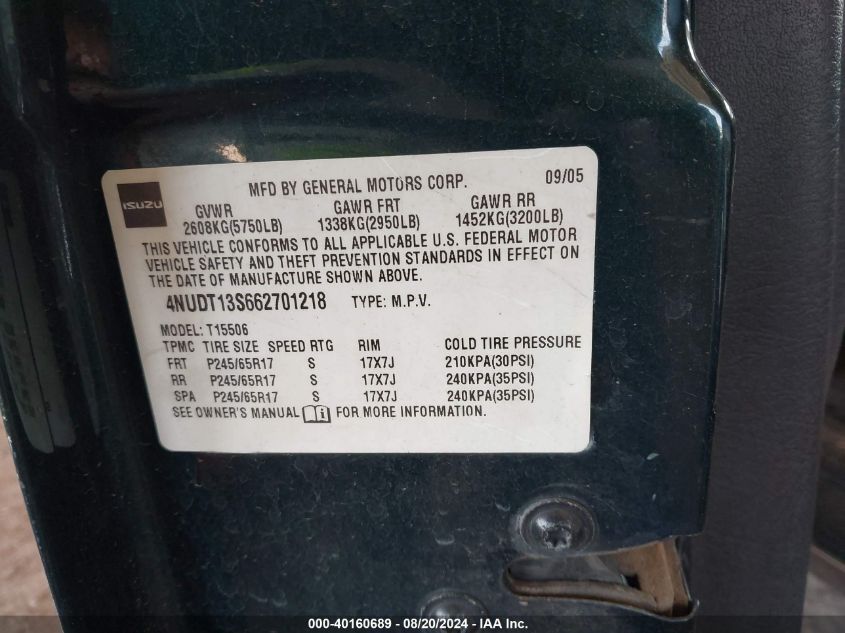 ISUZU
MFD BY GENERAL MOTORS CORP. 09/05
GVWR GAWR FRT GAWR RR
2608KG(5750LB) 1338KG(2950LB) 1452KG(3200LB)
THIS VEHICLE CONFORMS TO ALL APPLICABLE U.S. FEDERAL MOTOR
VEHICLE SAFETY AND THEFT PREVENTION STANDARDS IN EFFECT ON
THE DATE OF MANUFACTURE SHOWN ABOVE.
4NUDT13S662701218 TYPE: M.P.V.
MODEL: T15506
TPMC TIRE SIZE SPEED RTG RIM COLD TIRE PRESSURE
FRT P245/65R17 S 17X7J 210KPA(30PSI)
RR P245/65R17 S 17X7J 240KPA(35PSI)
SPA P245/65R17 S 17X7J 240KPA(35PSI)
SEE OWNER'S MANUAL FOR MORE INFORMATION.
000-40160689 - 08/20/2024 - IAA Inc.